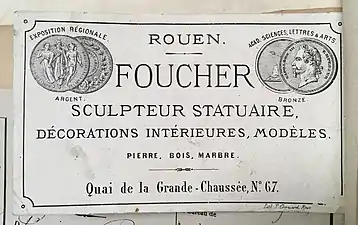 ROUEN.
EXPOSITION RÉGIONALE.
ACAD. SCIENCES, LETTRES & ARTS
FOUCHER
ARGENT.
BRONZE.
SCULPTEUR STATUAIRE,
DÉCORATIONS INTÉRIEURES, MODÈLES.
PIERRE, BOIS, MARBRE.
Quai de la Grande-Chaussée, No. 67.